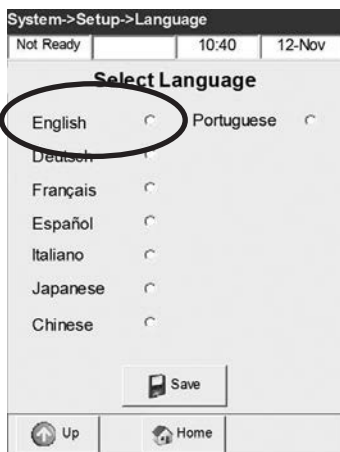 System->Setup->Language
Not Ready 10:40 12-Nov
Select Language
English Portuguese
Deutsch
Français
Español
Italiano
Japanese
Chinese
Save
Up Home